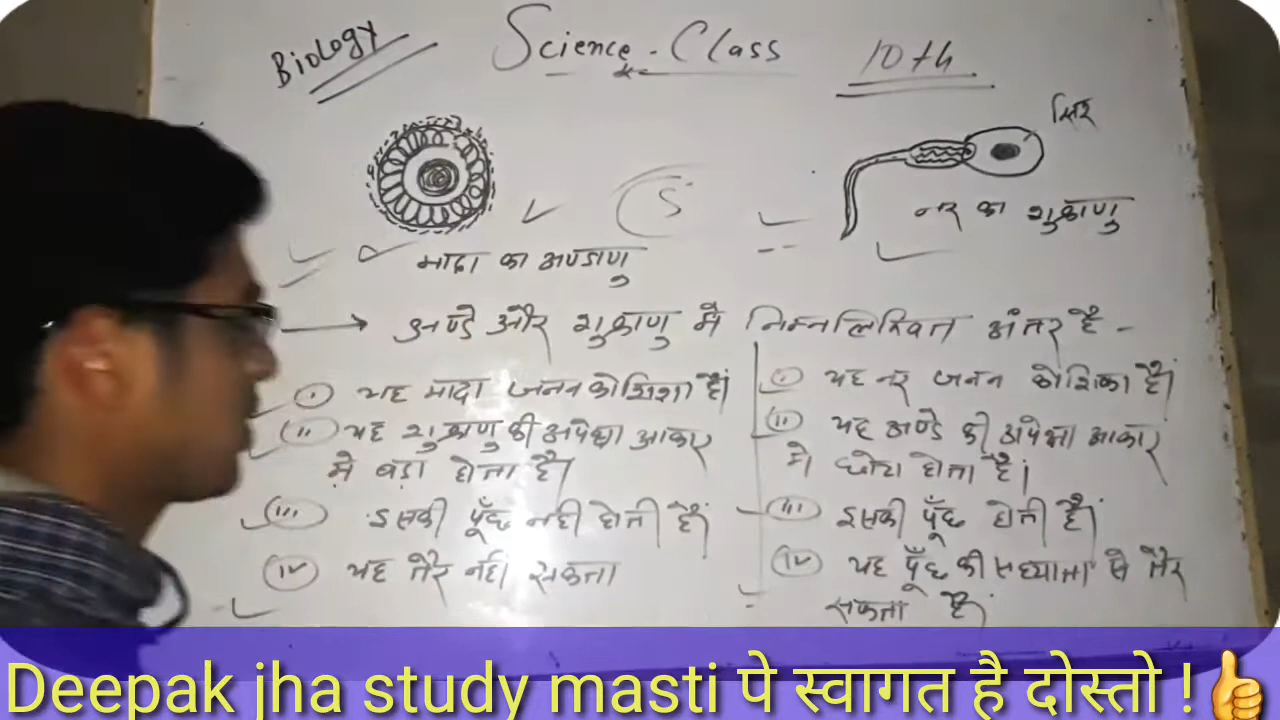 Biology
Science - Class 10th
सिर
नर का शुक्राणु
मादा का अण्डाणु
अण्डे और शुक्राणु में निम्नलिखित अंतर है -
(i) यह मादा जनन कोशिका है।
(ii) यह शुक्राणु की अपेक्षा आकार
में बड़ा होता है।
(iii) इसकी पूँछ नही होती है।
(iv) यह तैर नही सकता
(i) यह नर जनन कोशिका है।
(ii) यह अण्डे की अपेक्षा आकार
मे छोटा होता है।
(iii) इसकी पूँछ होती है।
(iv) यह पूँछ की सहायता से तैर
सकता है।
Deepak jha study masti पे स्वागत है दोस्तो !👍